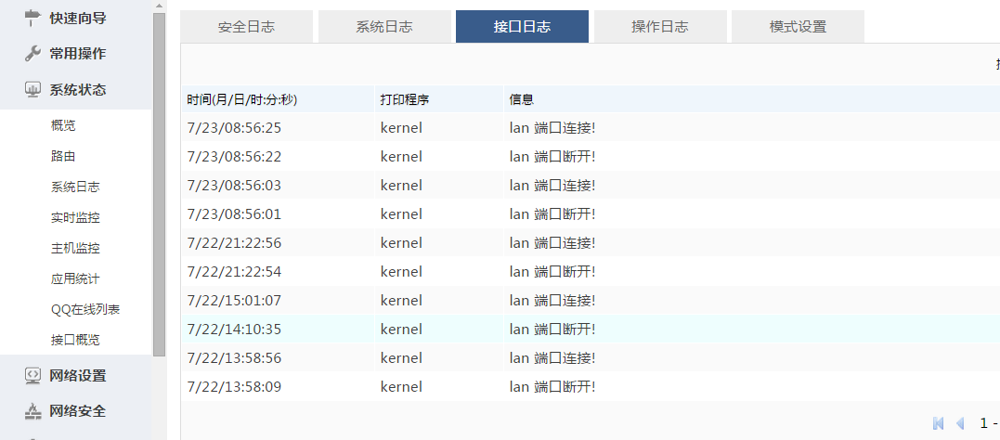 快速向导
常用操作
系统状态
概览
路由
系统日志
实时监控
主机监控
应用统计
QQ在线列表
接口概览
网络设置
网络安全
安全日志 系统日志 接口日志 操作日志 模式设置
时间(月/日/时:分:秒) 打印程序 信息
7/23/08:56:25 kernel lan 端口连接!
7/23/08:56:22 kernel lan 端口断开!
7/23/08:56:03 kernel lan 端口连接!
7/23/08:56:01 kernel lan 端口断开!
7/22/21:22:56 kernel lan 端口连接!
7/22/21:22:54 kernel lan 端口断开!
7/22/15:01:07 kernel lan 端口连接!
7/22/14:10:35 kernel lan 端口断开!
7/22/13:58:56 kernel lan 端口连接!
7/22/13:58:09 kernel lan 端口断开!
1 -